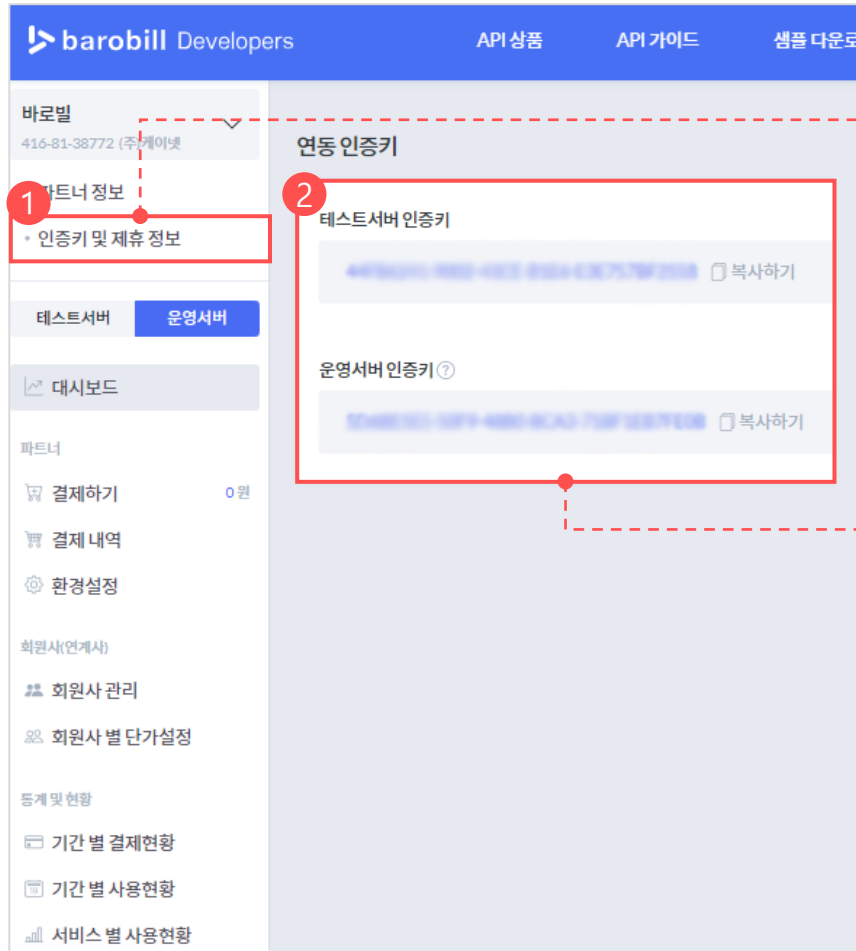 barobill Developers
API 상품
API 가이드
샘플 다운로
바로빌
416-81-38772 (주)케이넷
1
파트너 정보
인증키 및 제휴 정보
테스트서버
운영서버
대시보드
파트너
결제하기
0 원
결제 내역
환경설정
회원사(연계사)
회원사 관리
회원사 별 단가설정
통계 및 현황
기간 별 결제현황
기간 별 사용현황
서비스 별 사용현황
연동 인증키
2
테스트서버 인증키
복사하기
운영서버 인증키 ?
복사하기